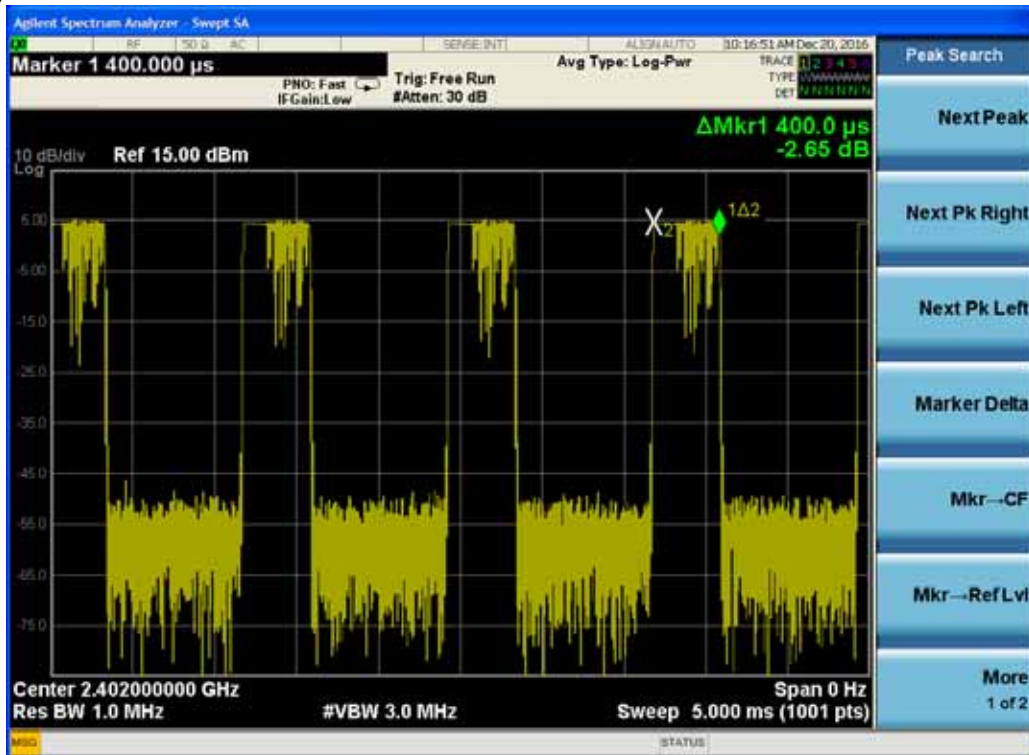 Agilent Spectrum Analyzer - Swept SA
RF 50 Ω AC SENSE:INT ALIGN AUTO 10:16:51 AM Dec 20, 2016
Marker 1 400.000 µs
PNO: Fast
IFGain:Low
Trig: Free Run
#Atten: 30 dB
Avg Type: Log-Pwr
TRACE 1 2 3 4 5 6
TYPE
DET N N N N N N
ΔMkr1 400.0 µs
-2.65 dB
10 dB/div Ref 15.00 dBm
Log
5.00
-5.00
-15.0
-25.0
-35.0
-45.0
-55.0
-65.0
-75.0
X2
1Δ2
Center 2.402000000 GHz Span 0 Hz
Res BW 1.0 MHz #VBW 3.0 MHz Sweep 5.000 ms (1001 pts)
MSG STATUS
Peak Search
Next Peak
Next Pk Right
Next Pk Left
Marker Delta
Mkr→CF
Mkr→Ref Lvl
More
1 of 2